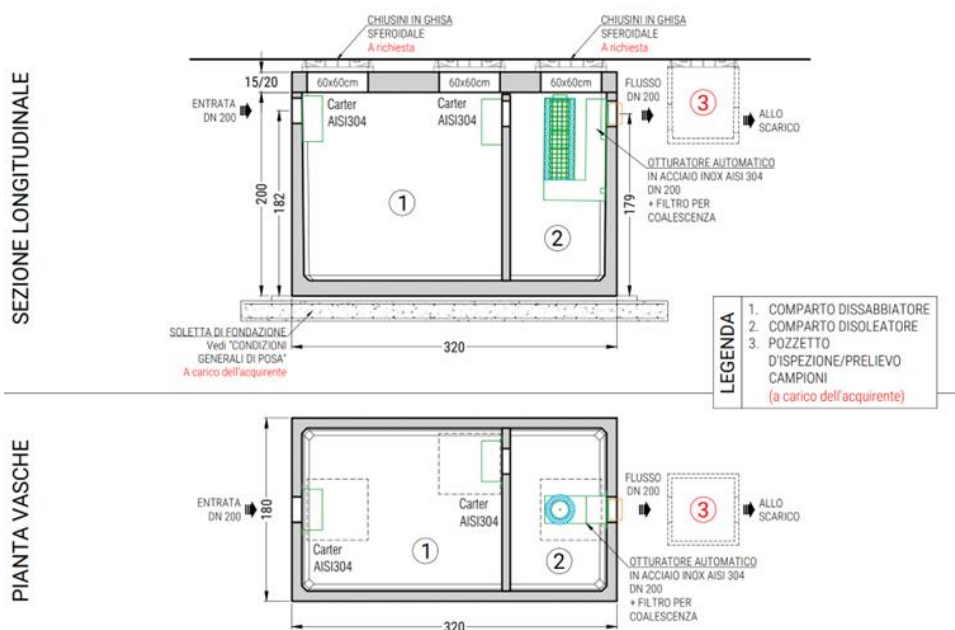 SEZIONE LONGITUDINALE
CHIUSINI IN GHISA
SFEROIDALE
A richiesta
CHIUSINI IN GHISA
SFEROIDALE
A richiesta
15/20
60x60cm
60x60cm
60x60cm
ENTRATA
DN 200
Carter
AISI304
Carter
AISI304
FLUSSO
DN 200
3
ALLO
SCARICO
OTTURATORE AUTOMATICO
IN ACCIAIO INOX AISI 304
DN 200
+ FILTRO PER
COALESCENZA
200
182
1
2
179
SOLETTA DI FONDAZIONE
Vedi "CONDIZIONI
GENERALI DI POSA"
A carico dell'acquirente
320
LEGENDA
1. COMPARTO DISSABBIATORE
2. COMPARTO DISOLEATORE
3. POZZETTO
D'ISPEZIONE/PRELIEVO
CAMPIONI
(a carico dell'acquirente)
PIANTA VASCHE
ENTRATA
DN 200
180
Carter
AISI304
Carter
AISI304
1
2
FLUSSO
DN 200
3
ALLO
SCARICO
OTTURATORE AUTOMATICO
IN ACCIAIO INOX AISI 304
DN 200
+ FILTRO PER
COALESCENZA
320